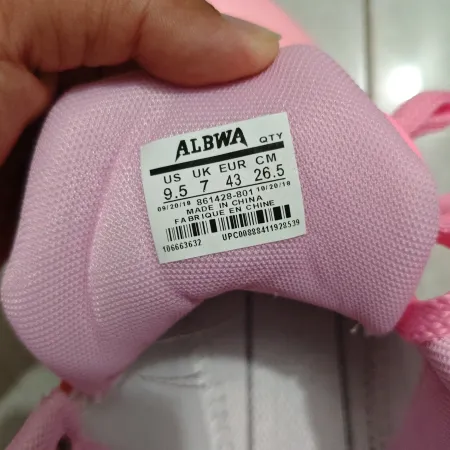 ALBWA QTY
US UK EUR CM
9.5 7 43 26.5
09/20/18 861428-801 10/20/18
MADE IN CHINA
FABRIQUE EN CHINE
106663632 UPC00888411928539